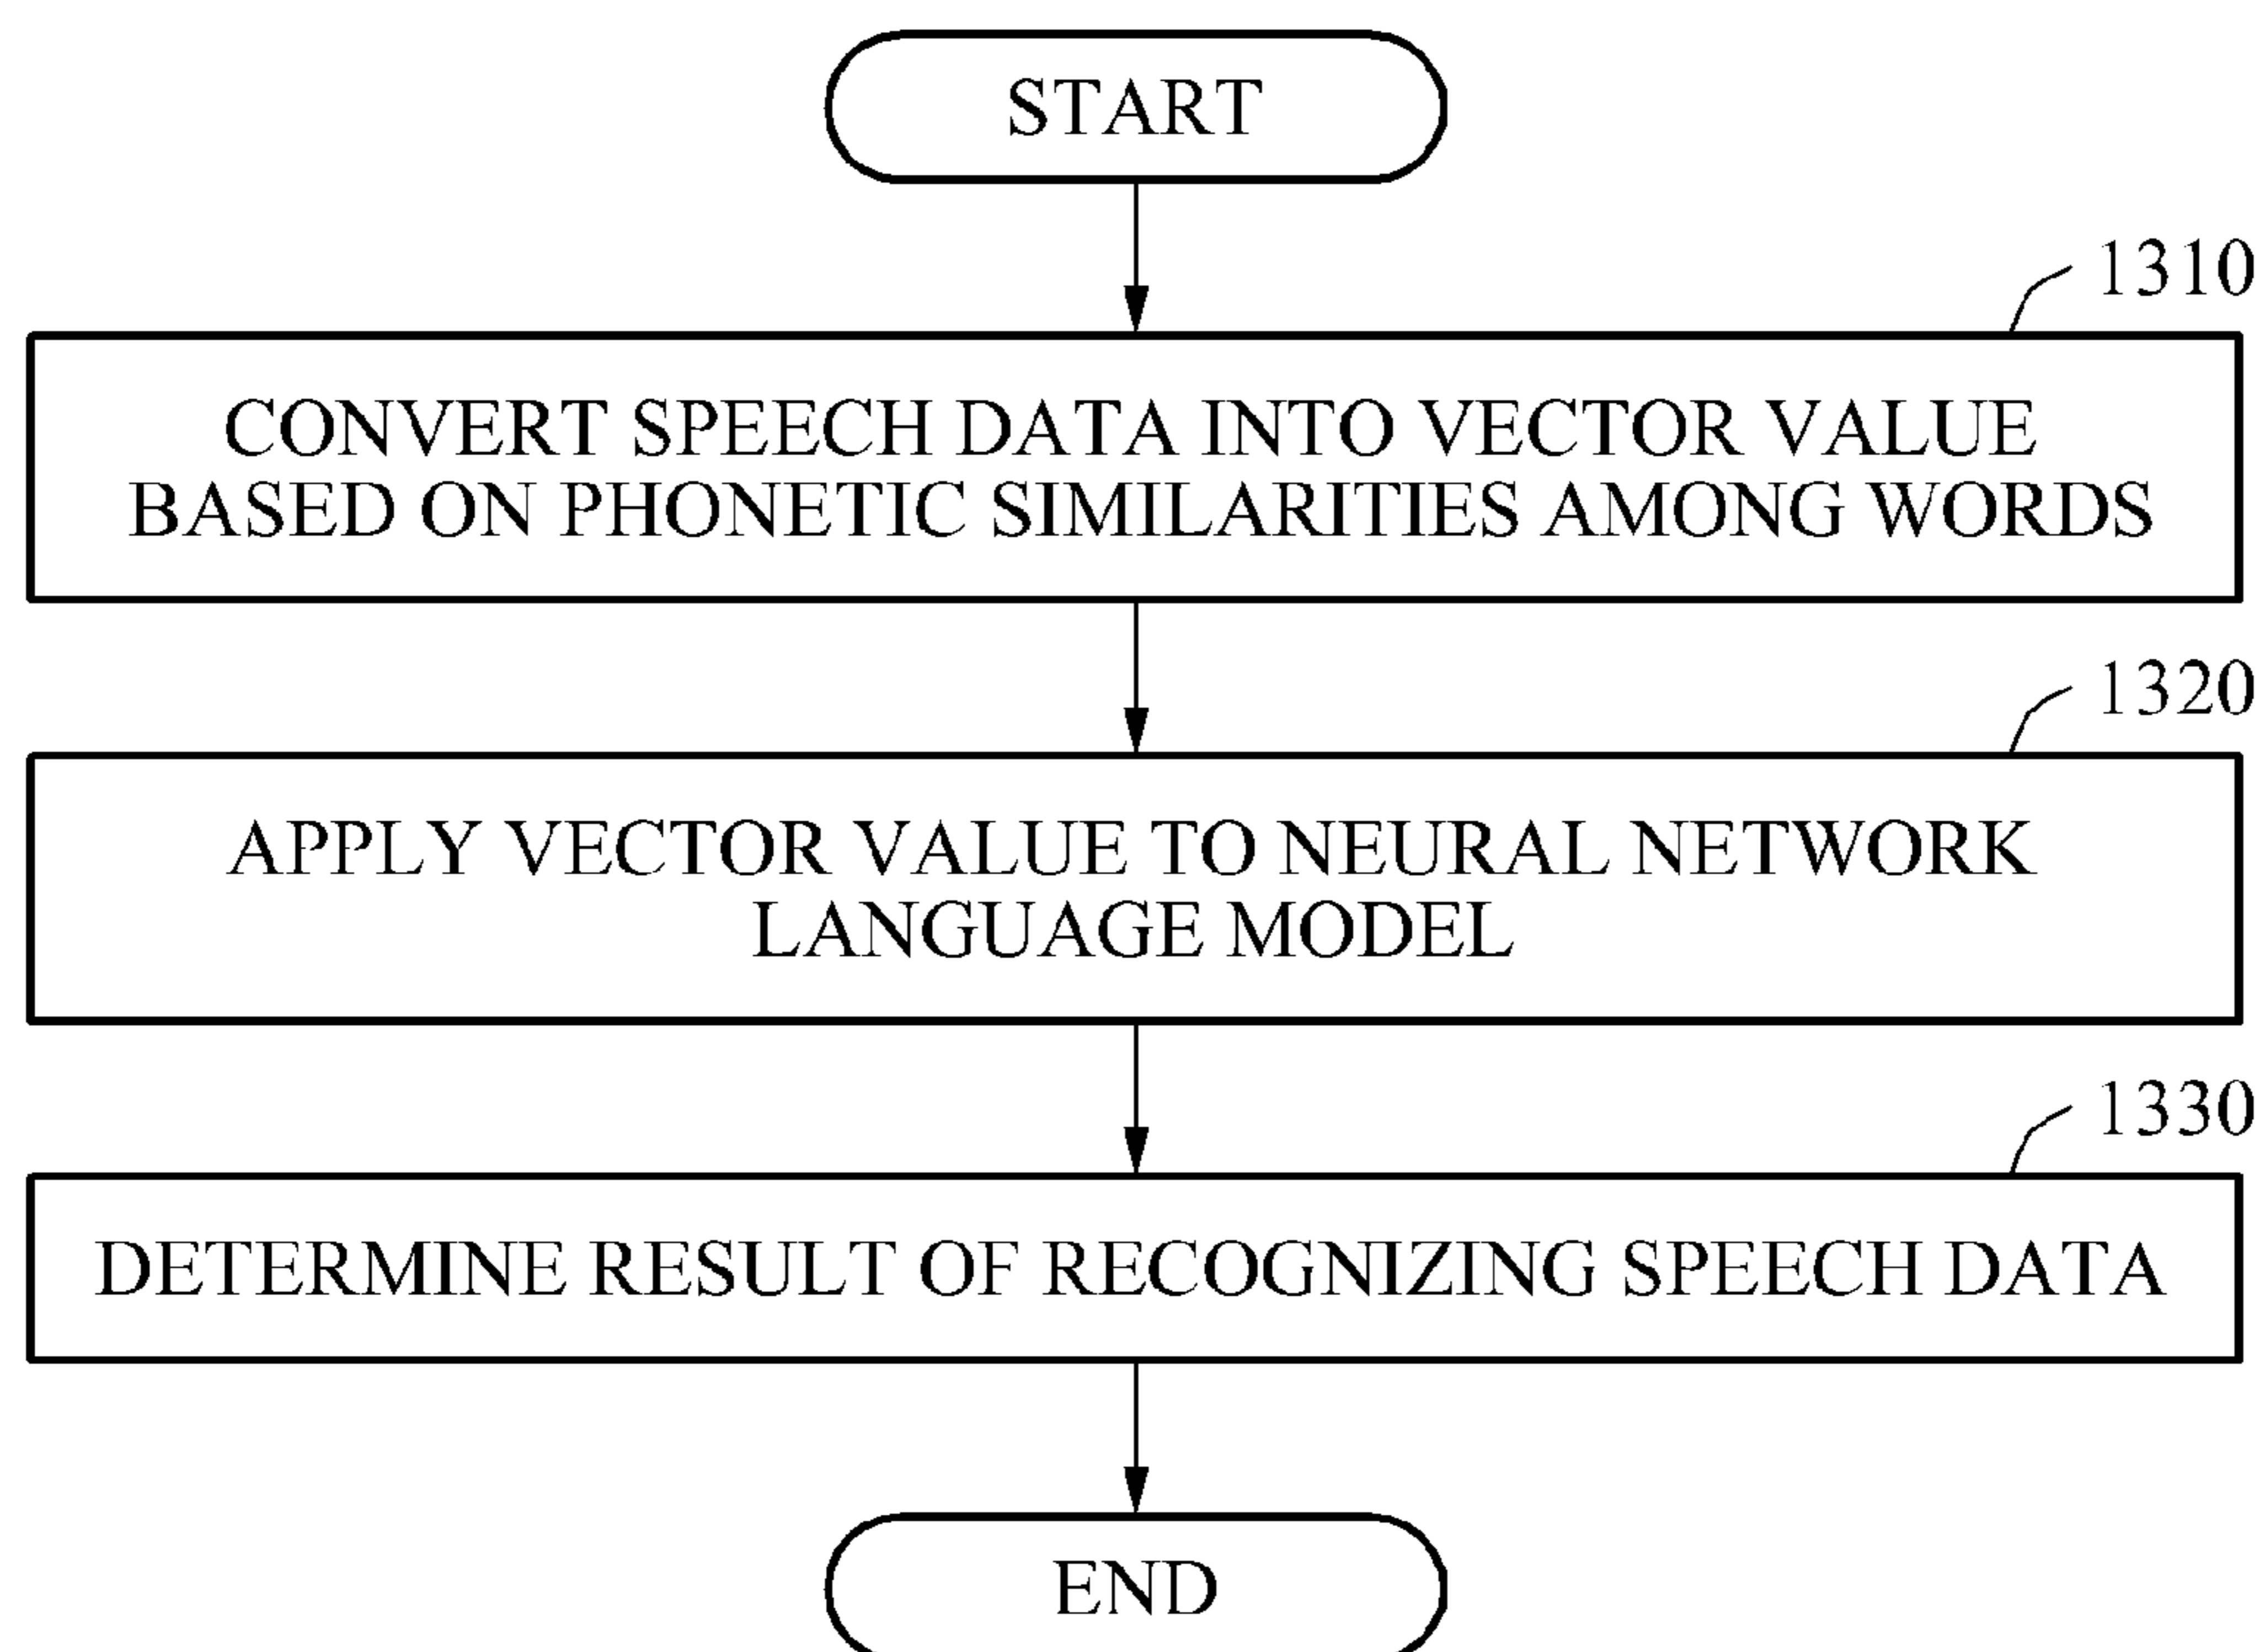 START
1310
CONVERT SPEECH DATA INTO VECTOR VALUE
BASED ON PHONETIC SIMILARITIES AMONG WORDS
1320
APPLY VECTOR VALUE TO NEURAL NETWORK
LANGUAGE MODEL
1330
DETERMINE RESULT OF RECOGNIZING SPEECH DATA
END